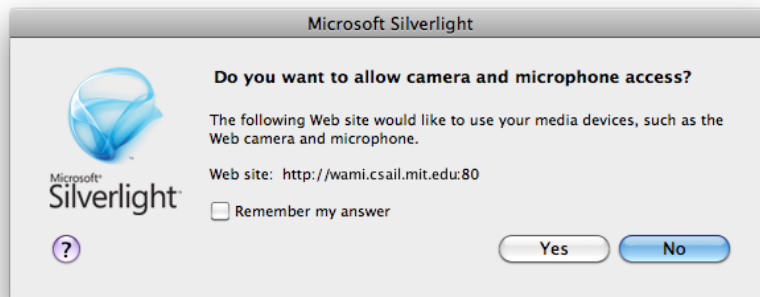 Microsoft Silverlight
Do you want to allow camera and microphone access?
The following Web site would like to use your media devices, such as the
Web camera and microphone.
Microsoft®
Silverlight™
Web site: http://wami.csail.mit.edu:80
Remember my answer
?
Yes
No